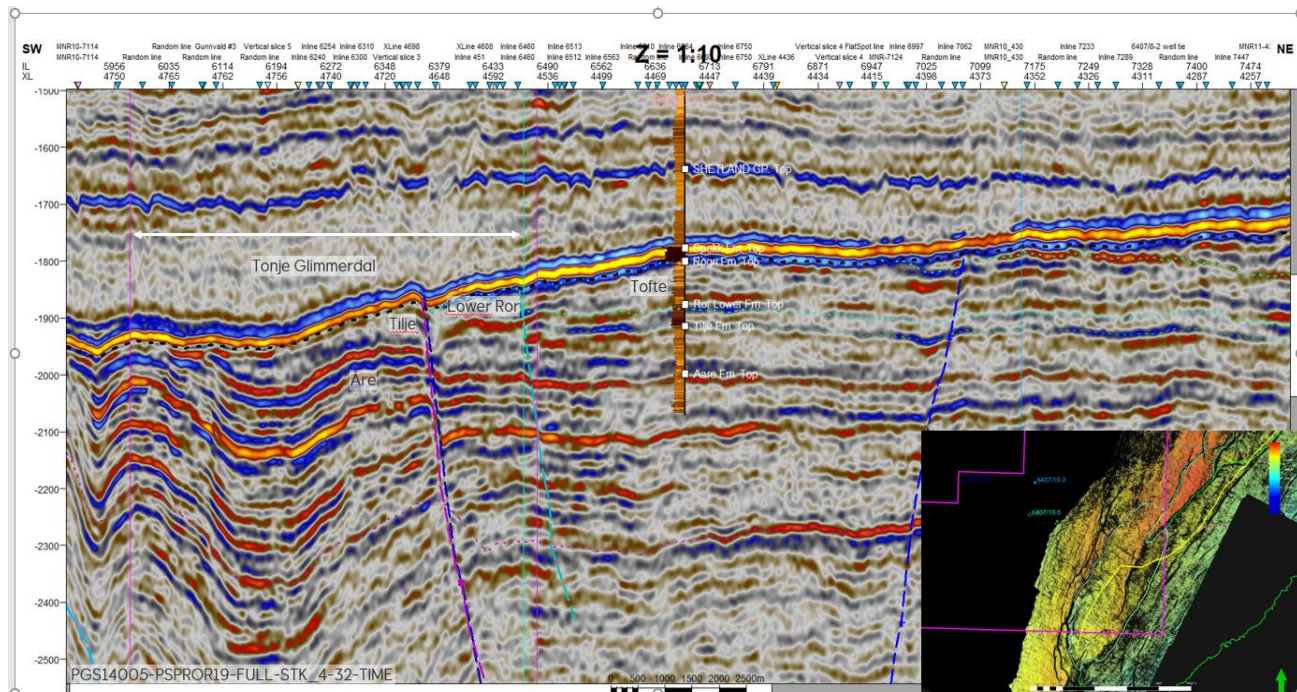 Z = 1:10
SW
NE
MNR10-7114 Random line Gunnvald #3 Vertical slice 5 Inline 6254 Inline 6310 XLine 4698 XLine 4608 Inline 6460 Inline 6513 Inline 6750 Vertical slice 4 FlatSpot line Inline 6997 Inline 7062 MNR10_430 Inline 7233 6407/8-2 well tie
Random line Random line Inline 6240 Inline 6300 Vertical slice 3 Random line Inline 451 Inline 6460 Inline 6512 Inline 6563 Random line Inline 6750 XLine 4436 Vertical slice 4 MNR-7124 Inline 7011 MNR10_430 Inline 7289 Random line Inline 7447
IL 5956 6035 6114 6194 6272 6348 6379 6433 6490 6562 6636 6713 6791 6871 6947 7025 7099 7175 7249 7324 7400 7474
XL 4750 4765 4762 4756 4740 4720 4648 4592 4536 4499 4469 4447 4439 4434 4415 4398 4373 4352 4326 4311 4287 4257
-1500
-1600
SHETLAND GP. Top
-1700
Spekk Fm. Top
-1800
Tonje Glimmerdal
Rogn Fm. Top
Tofte
Lower Ror
Ror Lower Fm. Top
-1900
Tilje
Tilje Fm. Top
-2000
Åre
Aare Fm. Top
-2100
-2200
-2300
-2400
-2500
6407/10-2
6407/10-5
PGS14005-PSPROR19-FULL-STK_4-32-TIME
0 500 1000 1500 2000 2500m